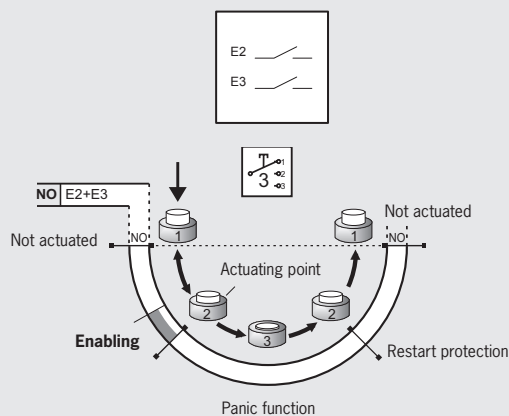 E2
E3
1
2
3
3
NO E2+E3
Not actuated
NO
1
1
NO
Not actuated
Actuating point
2
3
2
Enabling
Restart protection
Panic function